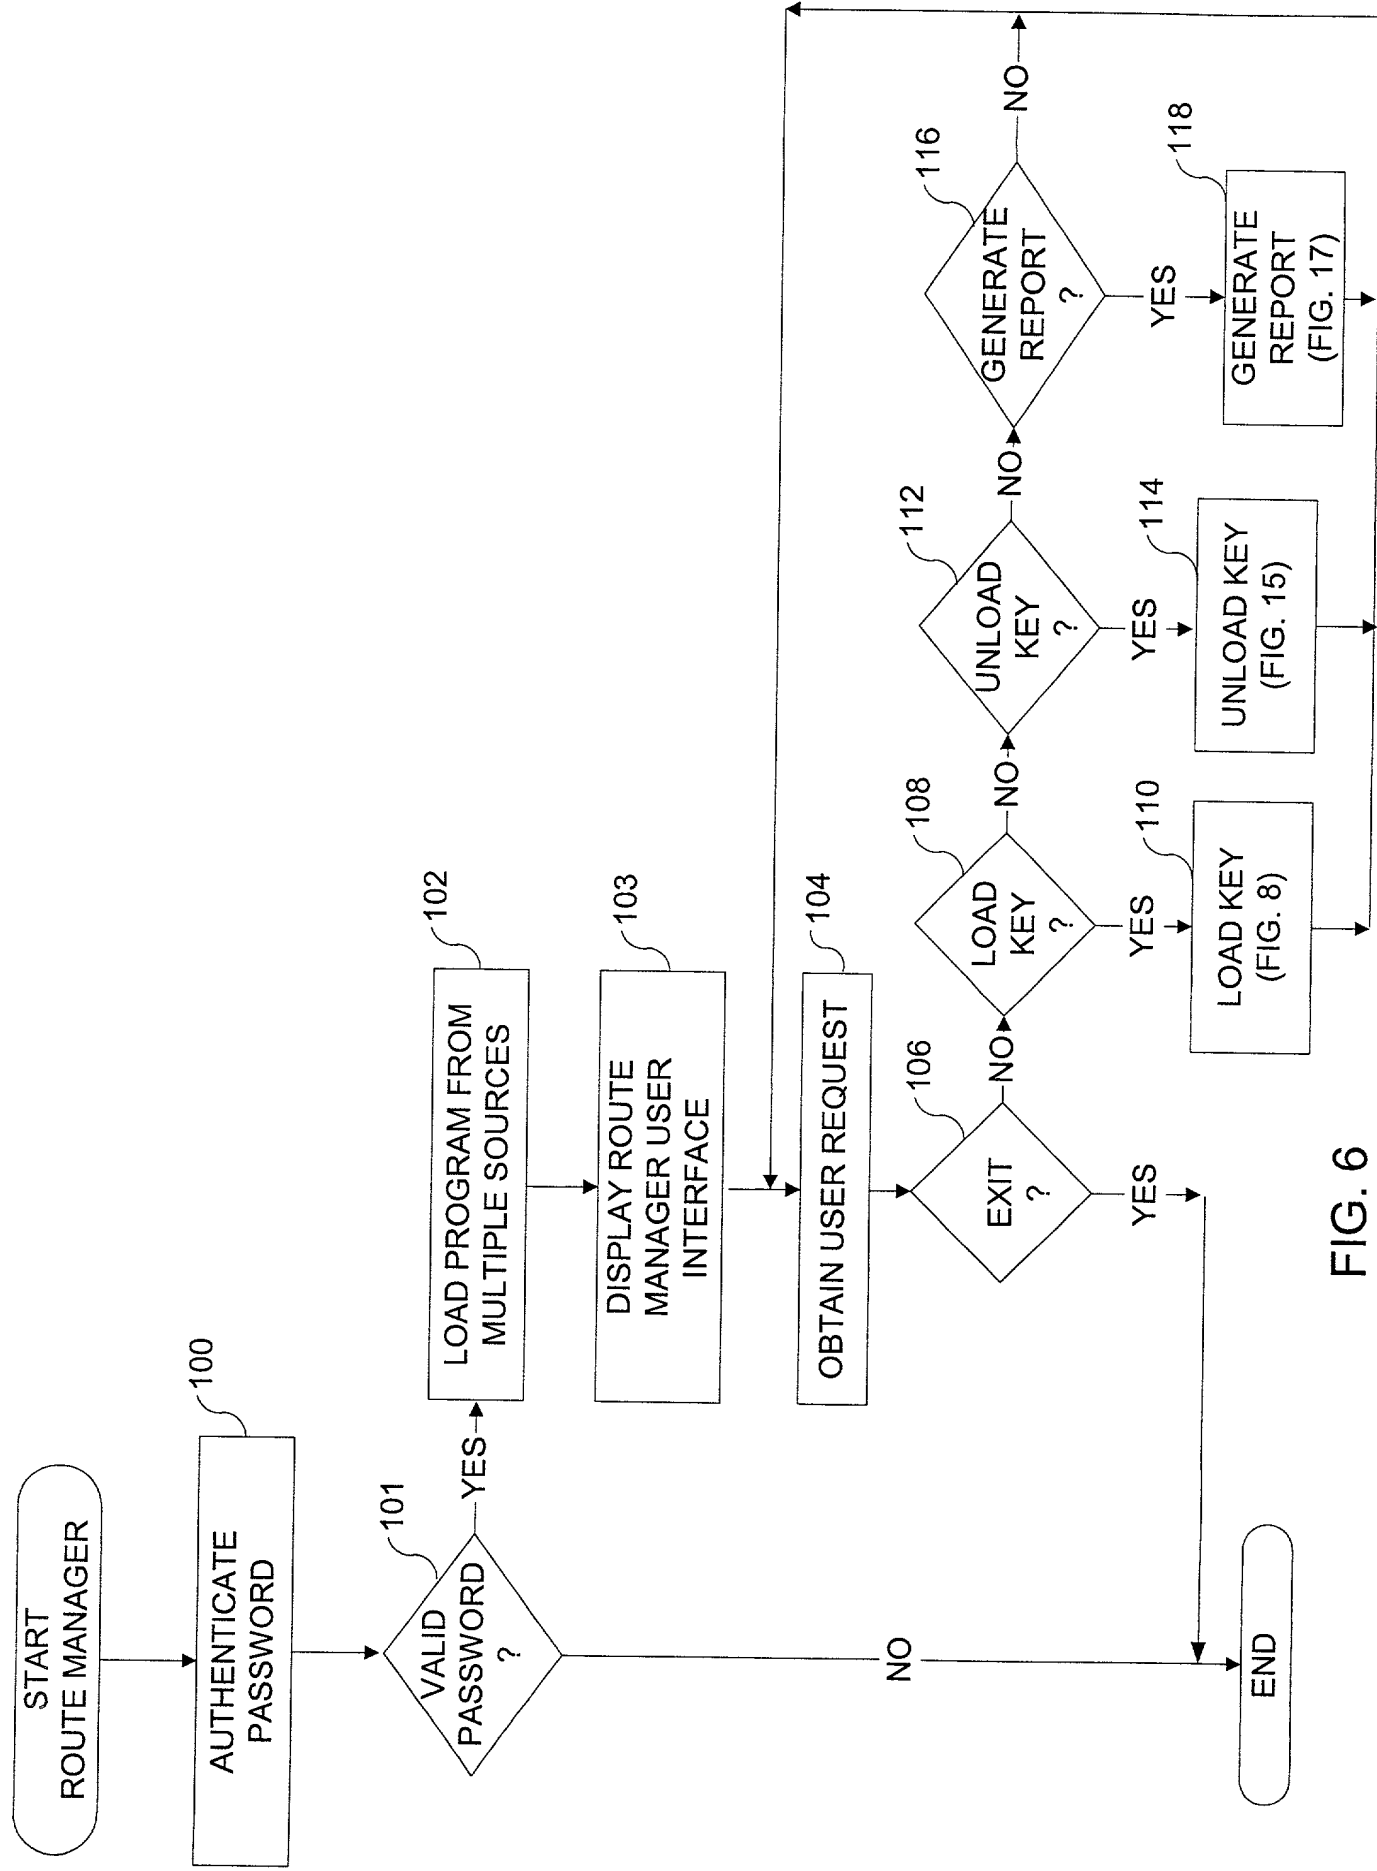 START
ROUTE MANAGER
100
AUTHENTICATE
PASSWORD
101
VALID
PASSWORD
?
YES
NO
102
LOAD PROGRAM FROM
MULTIPLE SOURCES
103
DISPLAY ROUTE
MANAGER USER
INTERFACE
104
OBTAIN USER REQUEST
106
EXIT
?
YES
NO
108
LOAD
KEY
?
YES
NO
110
LOAD KEY
(FIG. 8)
112
UNLOAD
KEY
?
YES
NO
114
UNLOAD KEY
(FIG. 15)
116
GENERATE
REPORT
?
YES
NO
118
GENERATE
REPORT
(FIG. 17)
END
FIG. 6